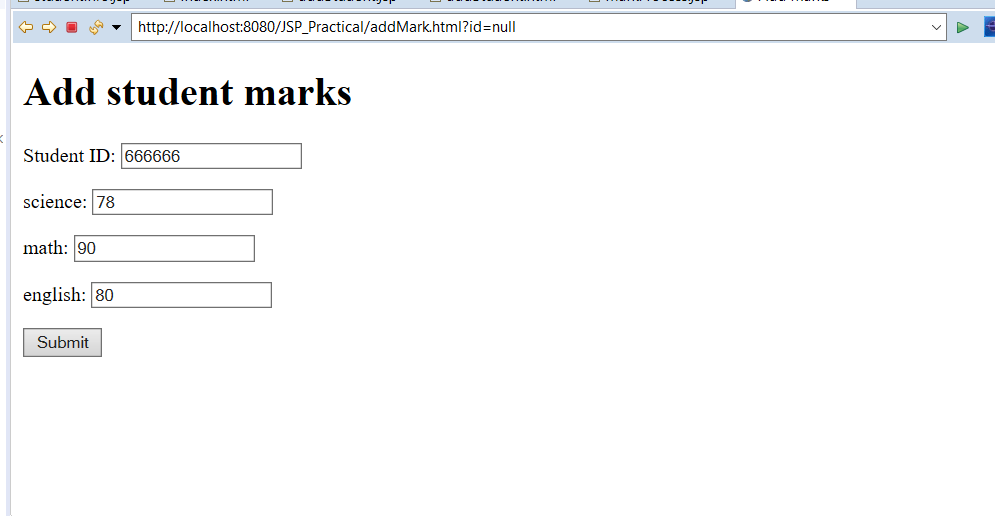 http://localhost:8080/JSP_Practical/addMark.html?id=null
Add student marks
Student ID: 666666
science: 78
math: 90
english: 80
Submit